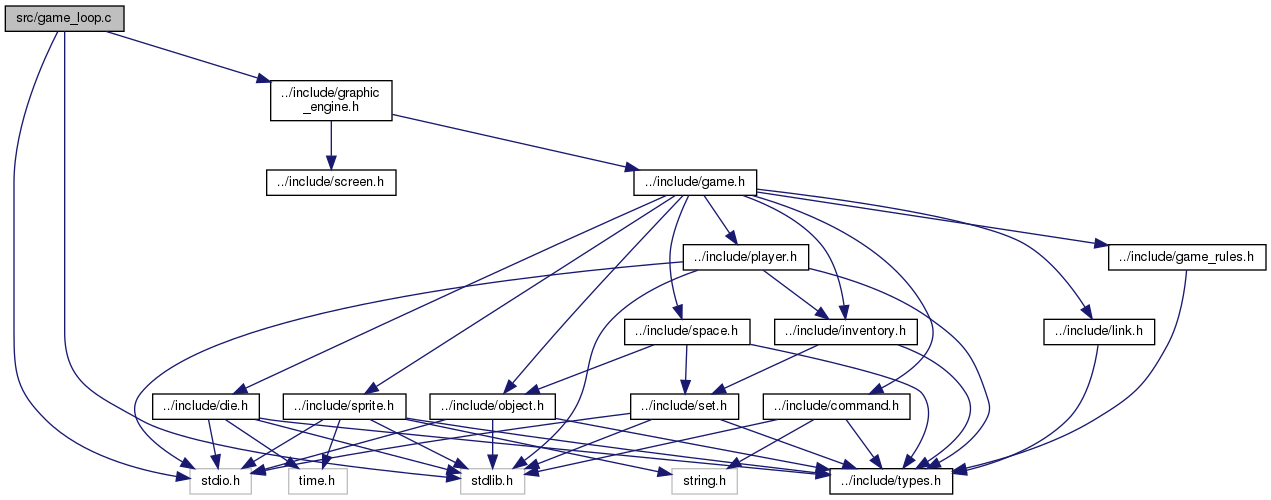 src/game_loop.c
../include/graphic
_engine.h
../include/screen.h
../include/game.h
../include/player.h
../include/game_rules.h
../include/space.h
../include/inventory.h
../include/link.h
../include/die.h
../include/sprite.h
../include/object.h
../include/set.h
../include/command.h
stdio.h
time.h
stdlib.h
string.h
../include/types.h